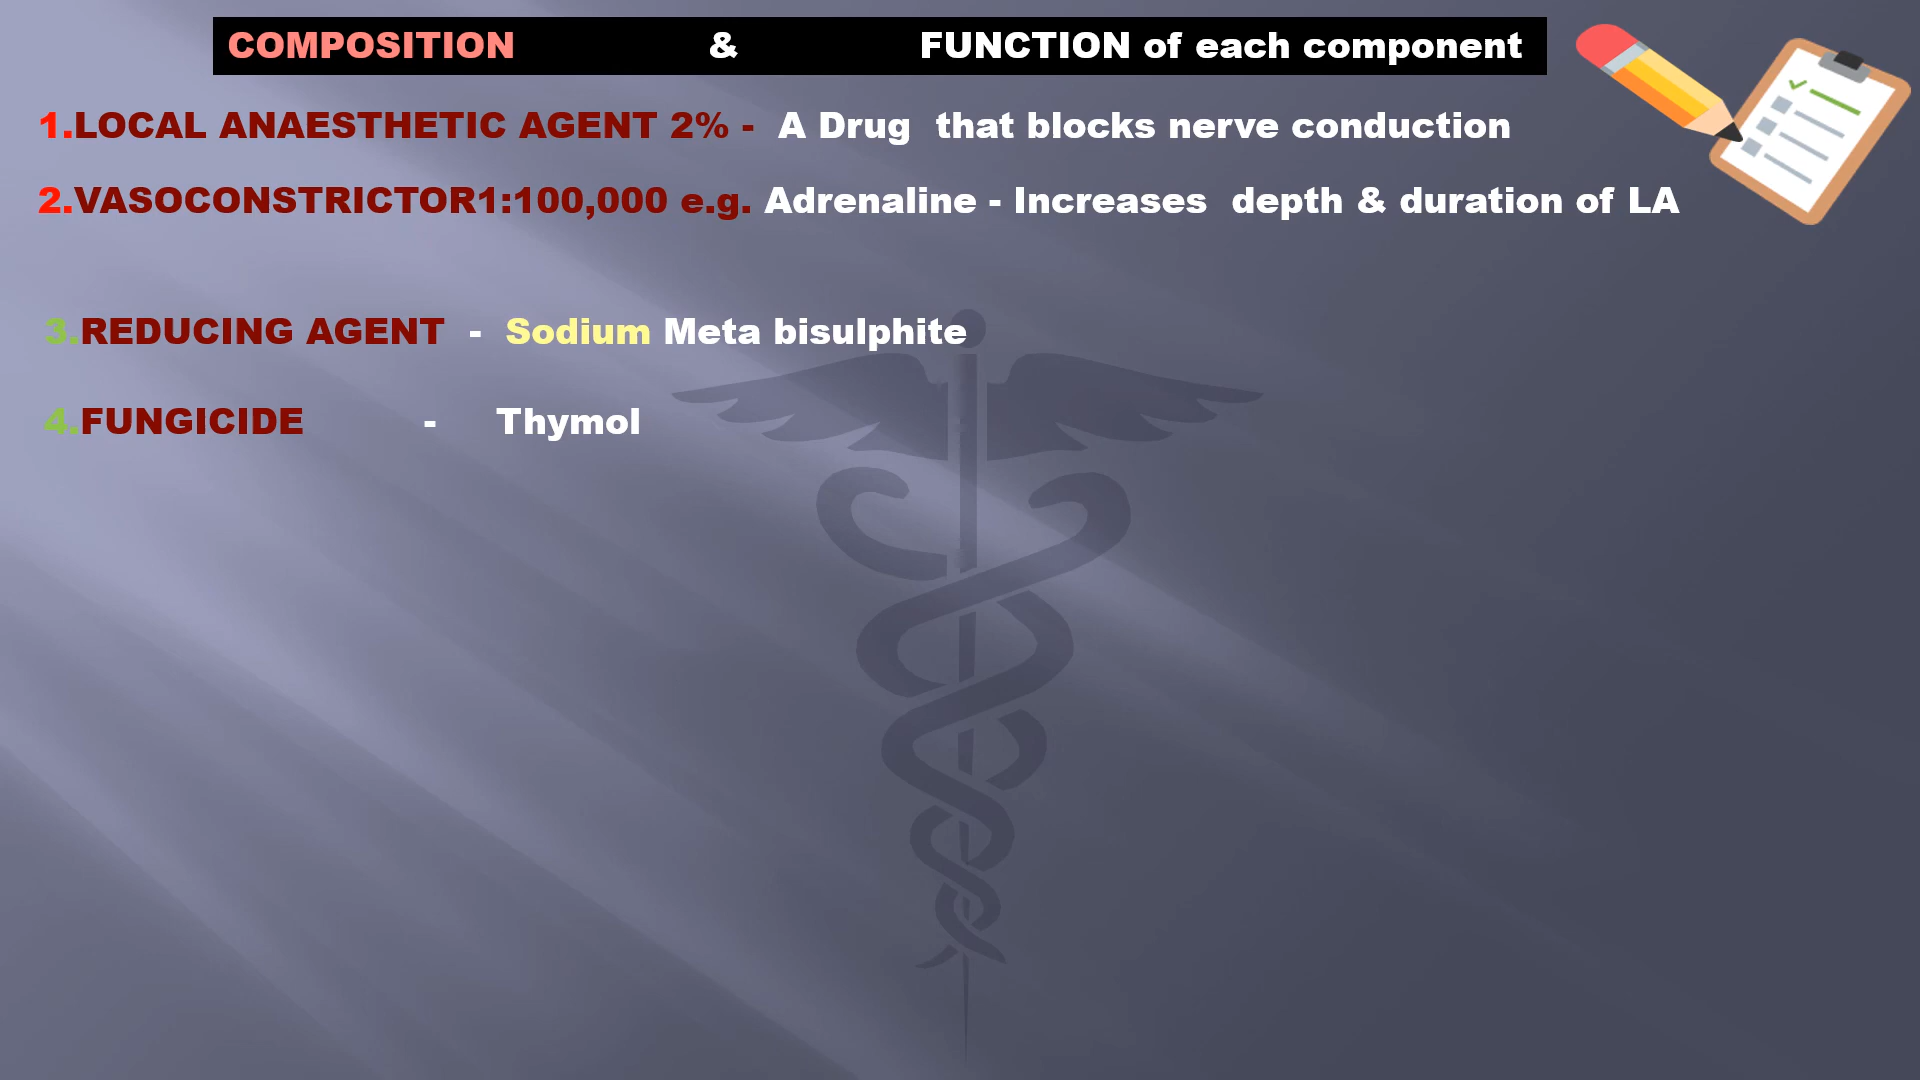 COMPOSITION & FUNCTION of each component
1.LOCAL ANAESTHETIC AGENT 2% - A Drug that blocks nerve conduction
2.VASOCONSTRICTOR1:100,000 e.g. Adrenaline - Increases depth & duration of LA
3.REDUCING AGENT - Sodium Meta bisulphite
4.FUNGICIDE - Thymol